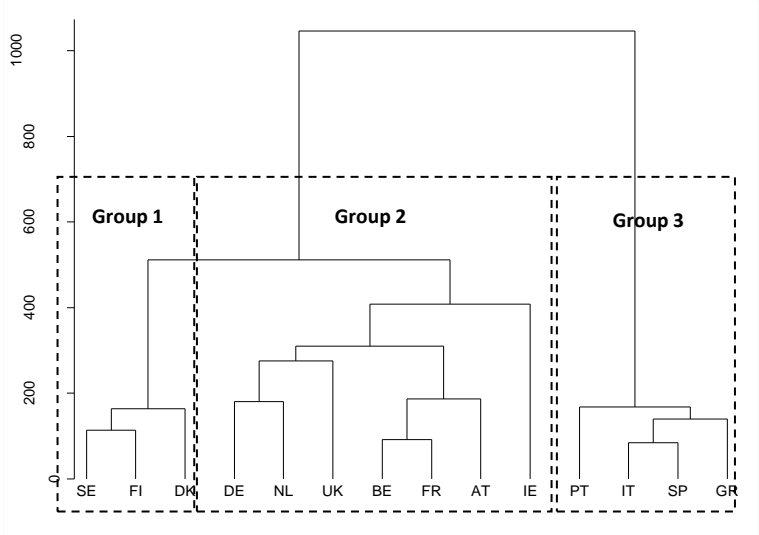 1000
800
600
400
200
0
Group 1
Group 2
Group 3
SE FI DK DE NL UK BE FR AT IE PT IT SP GR